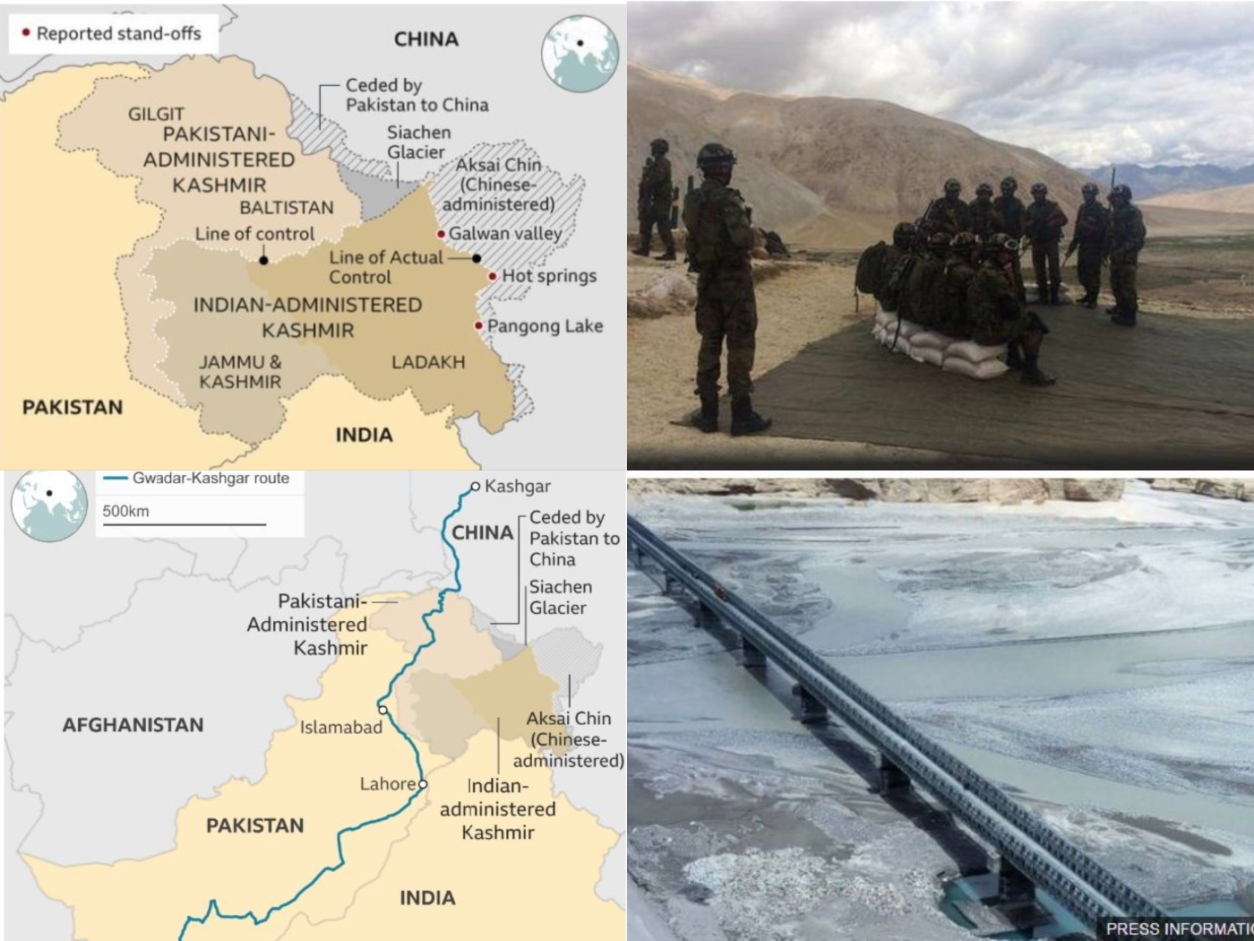 Reported stand-offs
CHINA
Ceded by
Pakistan to China
GILGIT
PAKISTANI-
ADMINISTERED
KASHMIR
Siachen
Glacier
Aksai Chin
(Chinese-
administered)
BALTISTAN
Line of control
Galwan valley
Line of Actual
Control
Hot springs
INDIAN-ADMINISTERED
KASHMIR
Pangong Lake
JAMMU &
KASHMIR
LADAKH
PAKISTAN
INDIA
Gwadar-Kashgar route
500km
Kashgar
CHINA
Ceded by
Pakistan to
China
Siachen
Glacier
Pakistani-
Administered
Kashmir
AFGHANISTAN
Islamabad
Aksai Chin
(Chinese-
administered)
Lahore
Indian-
administered
Kashmir
PAKISTAN
INDIA
PRESS INFORMATI